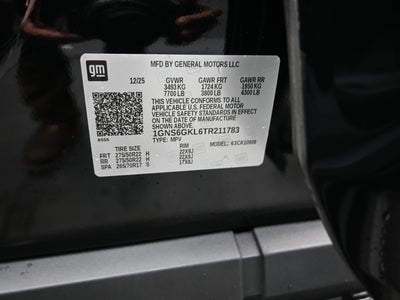 MFD BY GENERAL MOTORS LLC
gm
12/25 GVWR GAWR FRT GAWR RR
3493 KG 1724 KG 1950 KG
7700 LB 3800 LB 4300 LB
THIS VEHICLE CONFORMS TO ALL
APPLICABLE U.S. FEDERAL MOTOR
VEHICLE SAFETY STANDARDS IN EFFECT
ON THE DATE OF MANUFACTURE
SHOWN ABOVE.
1GNS6GKL6TR211783
TYPE: MPV MODEL: 63CK10906
TIRE SIZE RIM
FRT 275/50R22 H 22X9J
RR 275/50R22 H 22X9J
SPA 265/70R17 S 17X8J